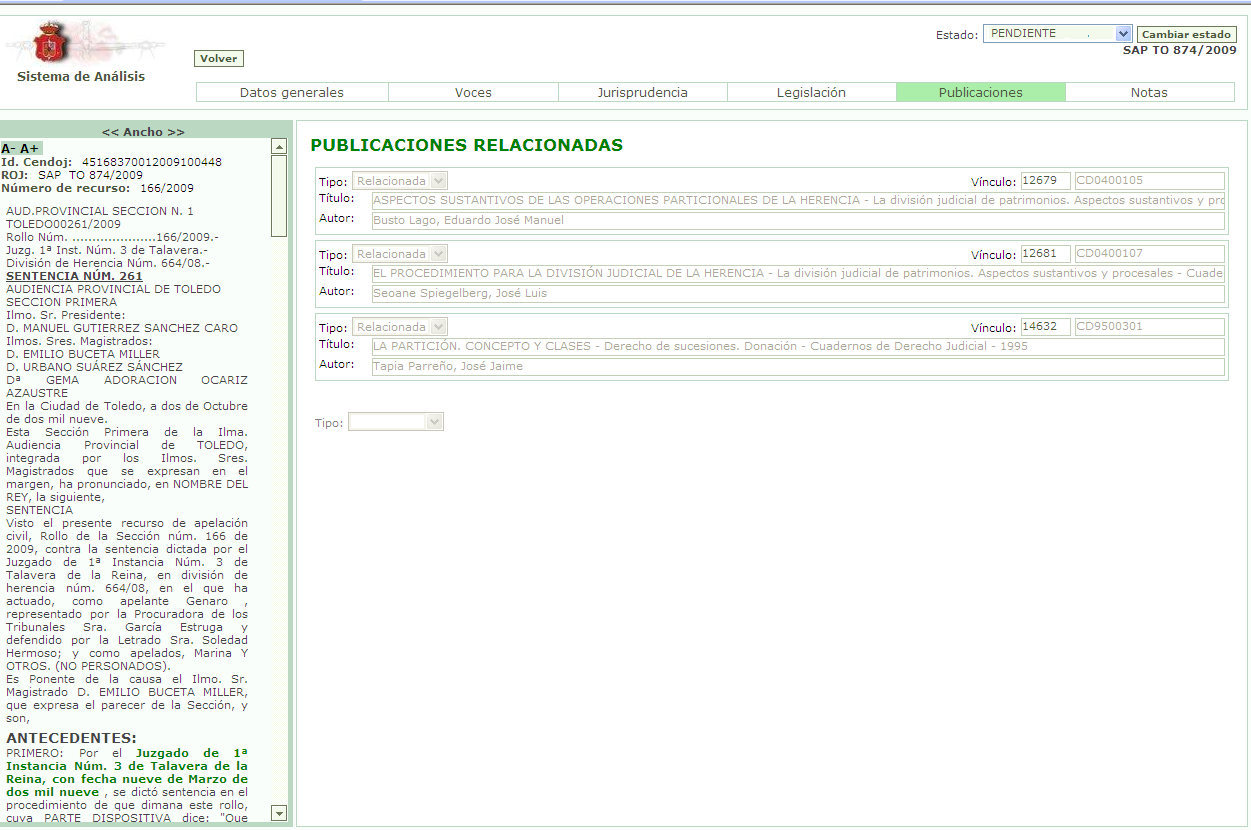 Estado: PENDIENTE . Cambiar estado
SAP TO 874/2009
Volver
Sistema de Análisis
Datos generales Voces Jurisprudencia Legislación Publicaciones Notas
<< Ancho >>
A- A+
Id. Cendoj: 45168370012009100448
ROJ: SAP TO 874/2009
Número de recurso: 166/2009
AUD.PROVINCIAL SECCION N. 1
TOLEDO00261/2009
Rollo Núm. .....................166/2009.-
Juzg. 1ª Inst. Núm. 3 de Talavera.-
División de Herencia Núm. 664/08.-
SENTENCIA NÚM. 261
AUDIENCIA PROVINCIAL DE TOLEDO
SECCION PRIMERA
Ilmo. Sr. Presidente:
D. MANUEL GUTIERREZ SANCHEZ CARO
Ilmos. Sres. Magistrados:
D. EMILIO BUCETA MILLER
D. URBANO SUÁREZ SÁNCHEZ
Dª GEMA ADORACION OCARIZ
AZAUSTRE
En la Ciudad de Toledo, a dos de Octubre
de dos mil nueve.
Esta Sección Primera de la Ilma.
Audiencia Provincial de TOLEDO,
integrada por los Ilmos. Sres.
Magistrados que se expresan en el
margen, ha pronunciado, en NOMBRE DEL
REY, la siguiente,
SENTENCIA
Visto el presente recurso de apelación
civil, Rollo de la Sección núm. 166 de
2009, contra la sentencia dictada por el
Juzgado de 1ª Instancia Núm. 3 de
Talavera de la Reina, en división de
herencia núm. 664/08, en el que ha
actuado, como apelante Genaro ,
representado por la Procuradora de los
Tribunales Sra. García Estruga y
defendido por la Letrado Sra. Soledad
Hermoso; y como apelados, Marina Y
OTROS. (NO PERSONADOS).
Es Ponente de la causa el Ilmo. Sr.
Magistrado D. EMILIO BUCETA MILLER,
que expresa el parecer de la Sección, y
son,
ANTECEDENTES:
PRIMERO: Por el Juzgado de 1ª
Instancia Núm. 3 de Talavera de la
Reina, con fecha nueve de Marzo de
dos mil nueve , se dictó sentencia en el
procedimiento de que dimana este rollo,
cuya PARTE DISPOSITIVA dice: "Que
PUBLICACIONES RELACIONADAS
Tipo: Relacionada Vínculo: 12679 CD0400105
Título: ASPECTOS SUSTANTIVOS DE LAS OPERACIONES PARTICIONALES DE LA HERENCIA - La división judicial de patrimonios. Aspectos sustantivos y pro
Autor: Busto Lago, Eduardo José Manuel
Tipo: Relacionada Vínculo: 12681 CD0400107
Título: EL PROCEDIMIENTO PARA LA DIVISIÓN JUDICIAL DE LA HERENCIA - La división judicial de patrimonios. Aspectos sustantivos y procesales - Cuade
Autor: Seoane Spiegelberg, José Luis
Tipo: Relacionada Vínculo: 14632 CD9500301
Título: LA PARTICIÓN. CONCEPTO Y CLASES - Derecho de sucesiones. Donación - Cuadernos de Derecho Judicial - 1995
Autor: Tapia Parreño, José Jaime
Tipo: